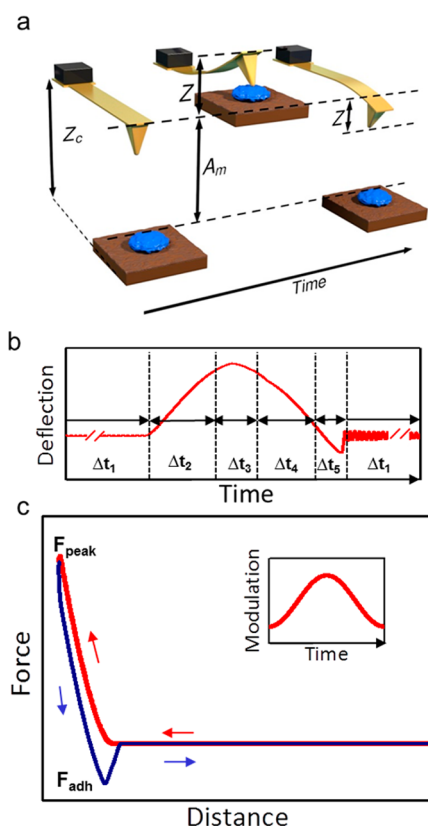 a
Z
Zc
Z
Am
Time
b
Deflection
Δt1 Δt2 Δt3 Δt4 Δt5 Δt1
Time
c
Fpeak
Modulation
Time
Force
Fadh
Distance